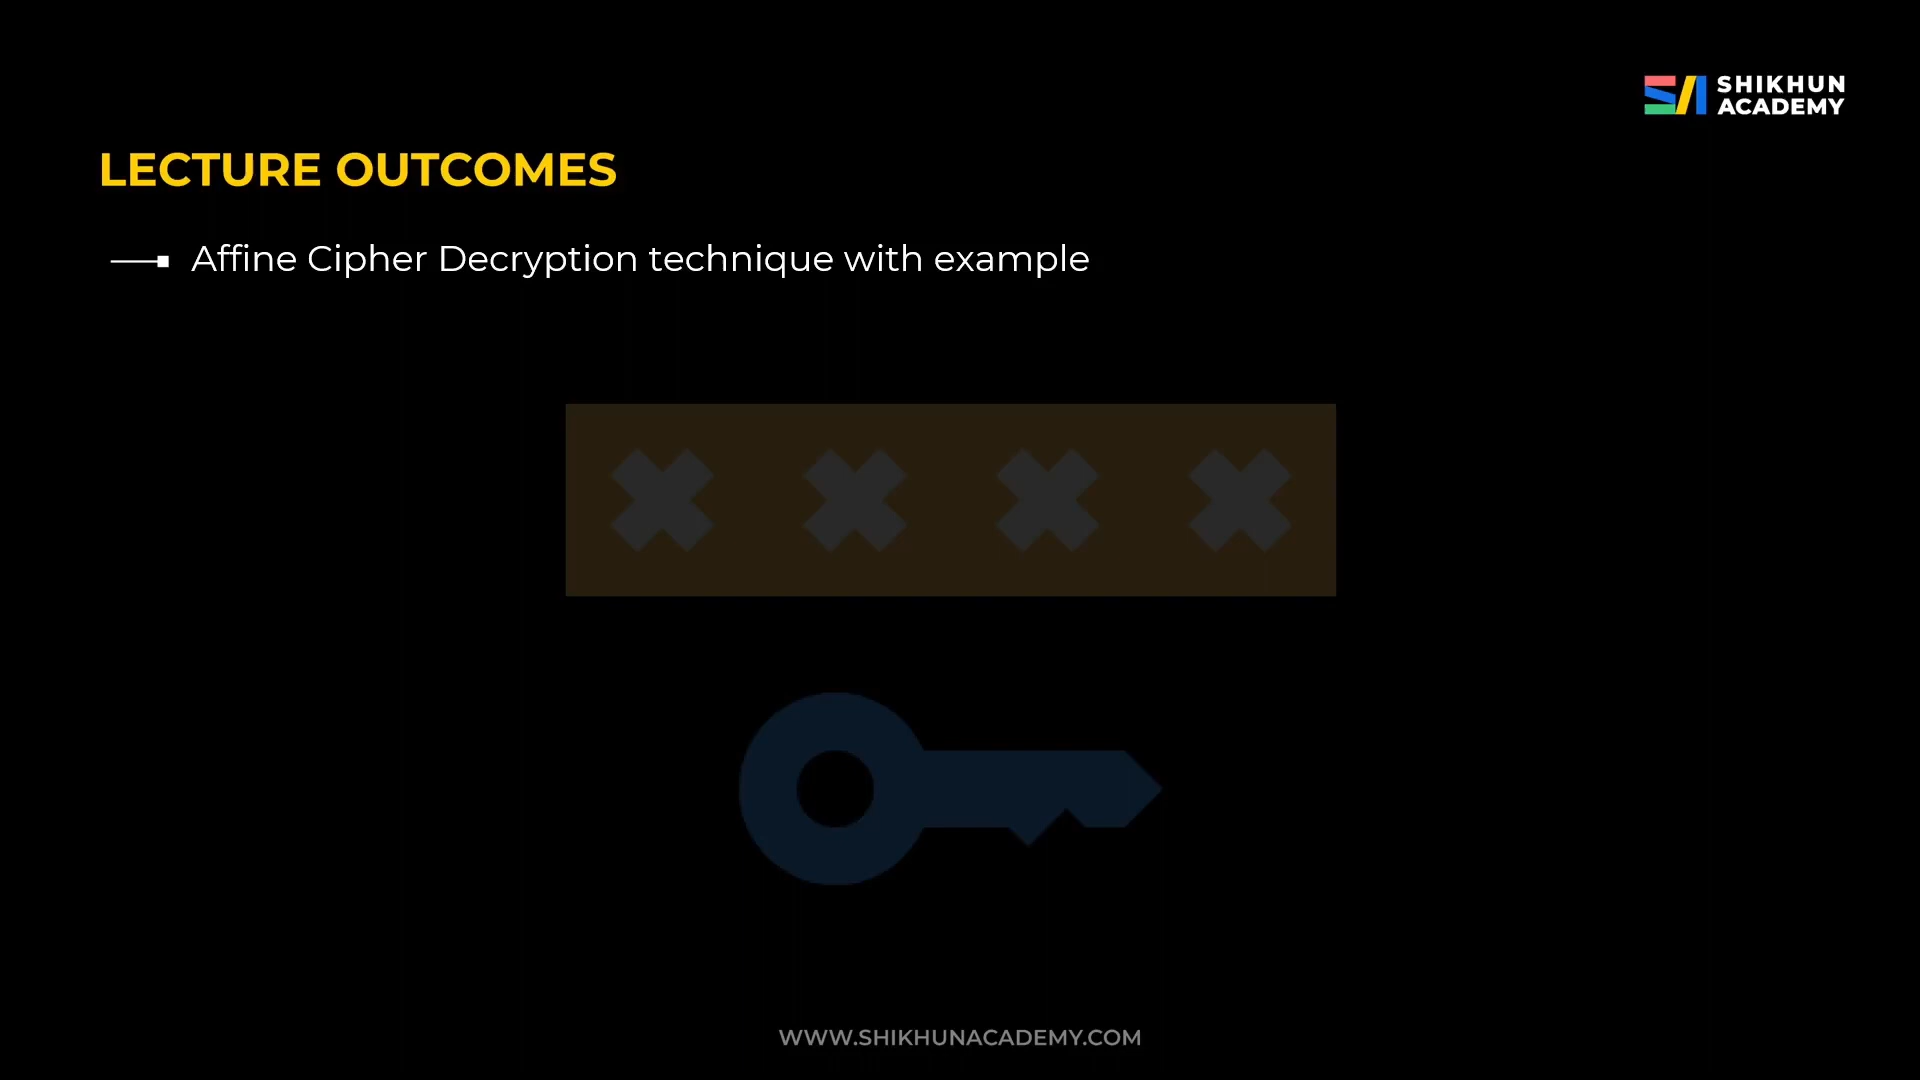 SHIKHUN
ACADEMY
LECTURE OUTCOMES
Affine Cipher Decryption technique with example
WWW.SHIKHUNACADEMY.COM